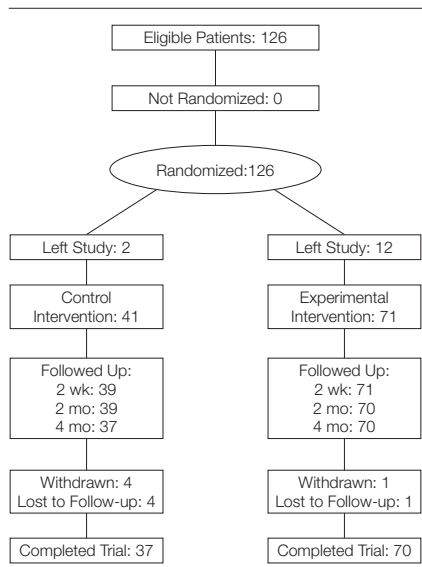 Eligible Patients: 126
Not Randomized: 0
Randomized:126
Left Study: 2
Control
Intervention: 41
Followed Up:
2 wk: 39
2 mo: 39
4 mo: 37
Withdrawn: 4
Lost to Follow-up: 4
Completed Trial: 37
Left Study: 12
Experimental
Intervention: 71
Followed Up:
2 wk: 71
2 mo: 70
4 mo: 70
Withdrawn: 1
Lost to Follow-up: 1
Completed Trial: 70